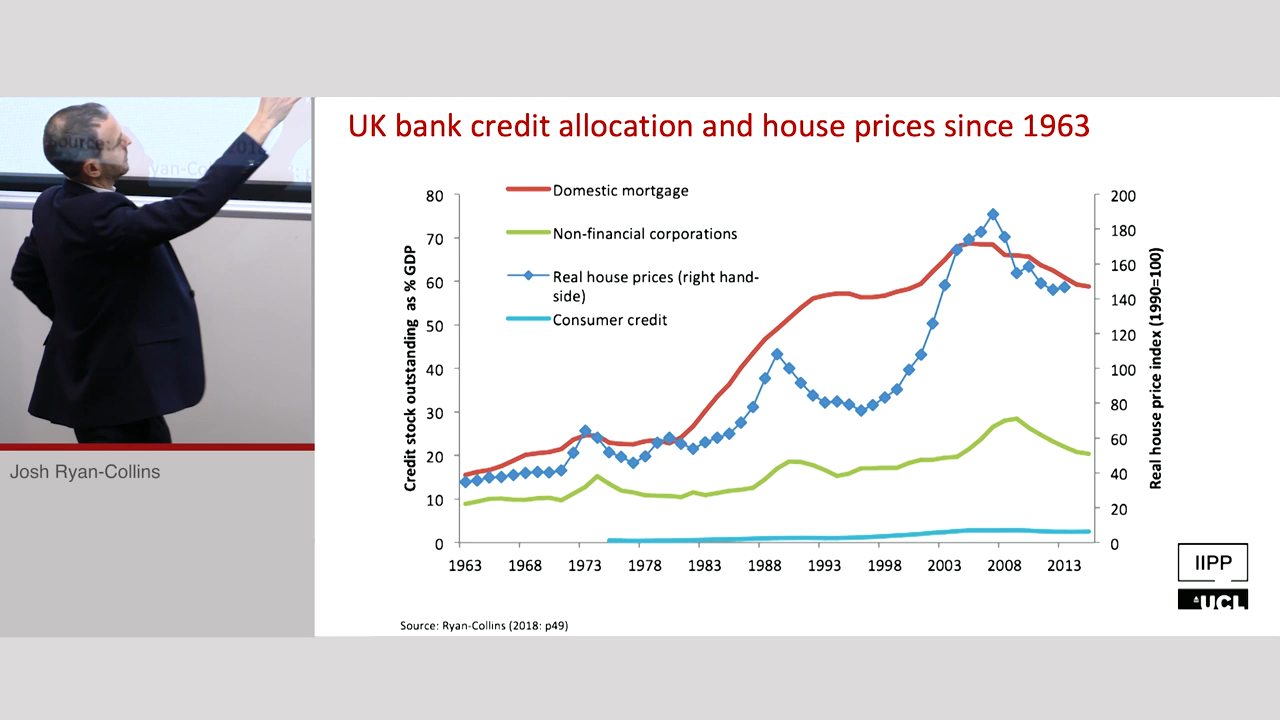 UK bank credit allocation and house prices since 1963
Domestic mortgage
Non-financial corporations
Real house prices (right hand-
side)
Consumer credit
Credit stock outstanding as % GDP
80
70
60
50
40
30
20
10
0
200
180
160
140
120
100
80
60
40
20
0
Real house price index (1990=100)
1963 1968 1973 1978 1983 1988 1993 1998 2003 2008 2013
Source: Ryan-Collins (2018: p49)
IIPP
UCL
Josh Ryan-Collins